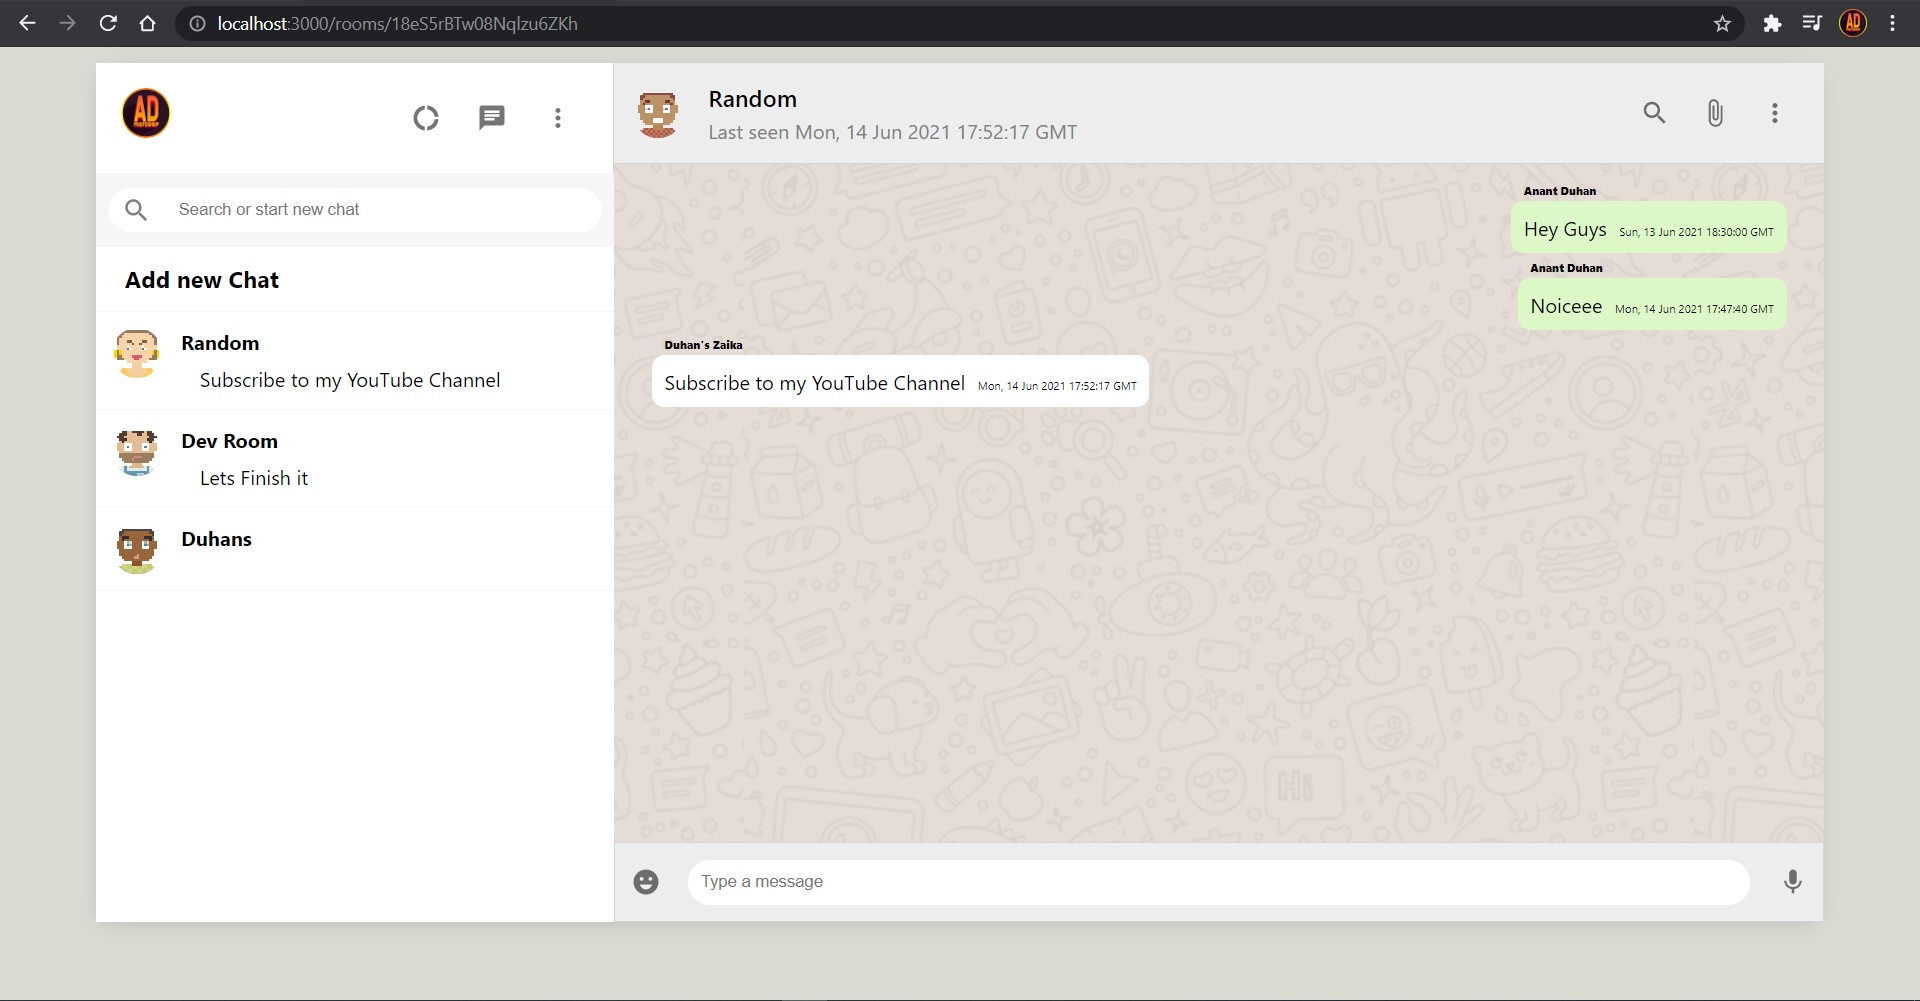 localhost:3000/rooms/18eS5rBTw08Nqlzu6ZKh
AD
AD
Search or start new chat
Add new Chat
Random
Subscribe to my YouTube Channel
Dev Room
Lets Finish it
Duhans
Random
Last seen Mon, 14 Jun 2021 17:52:17 GMT
Anant Duhan
Hey Guys Sun, 13 Jun 2021 18:30:00 GMT
Anant Duhan
Noiceee Mon, 14 Jun 2021 17:47:40 GMT
Duhan's Zaika
Subscribe to my YouTube Channel Mon, 14 Jun 2021 17:52:17 GMT
Hi
Type a message